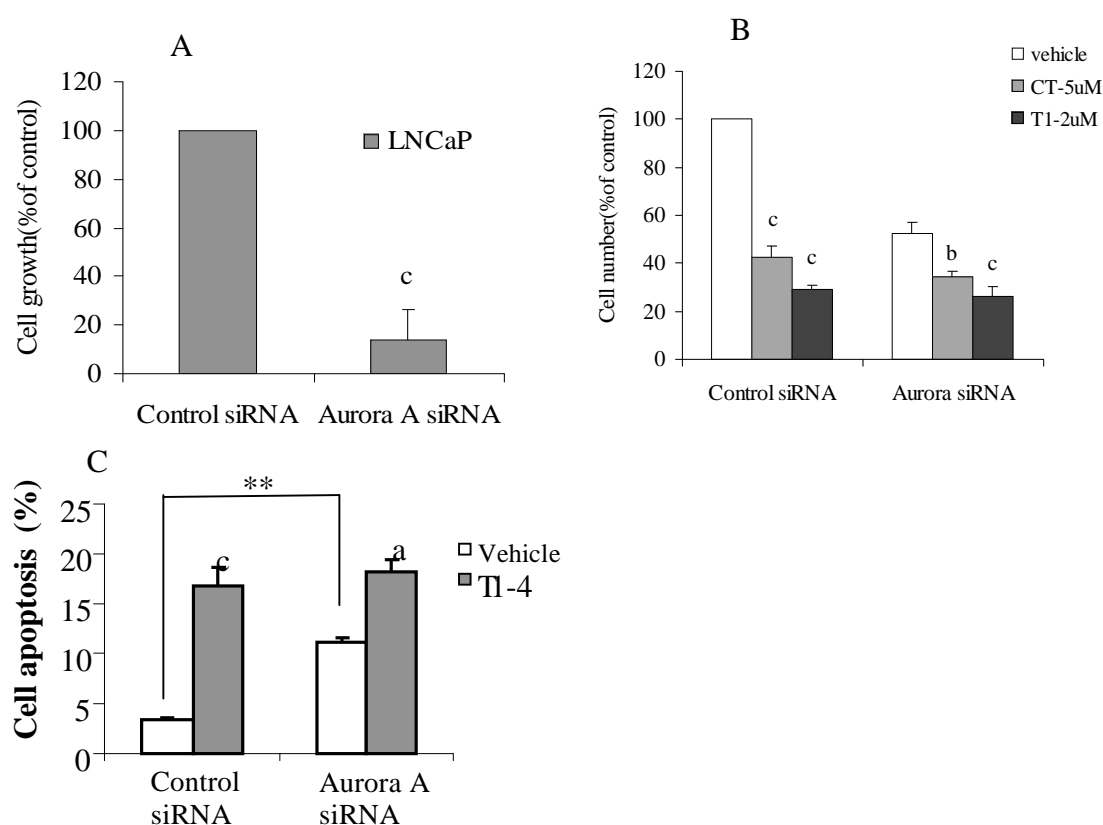 A
Cell growth(%of control)
120
100
80
60
40
20
0
LNCaP
c
Control siRNA
Aurora A siRNA
B
vehicle
CT-5uM
T1-2uM
Cell number(%of control)
120
100
80
60
40
20
0
c
c
b
c
Control siRNA
Aurora siRNA
C
**
Cell apoptosis (%)
25
20
15
10
5
0
c
a
Vehicle
T1-4
Control
siRNA
Aurora A
siRNA